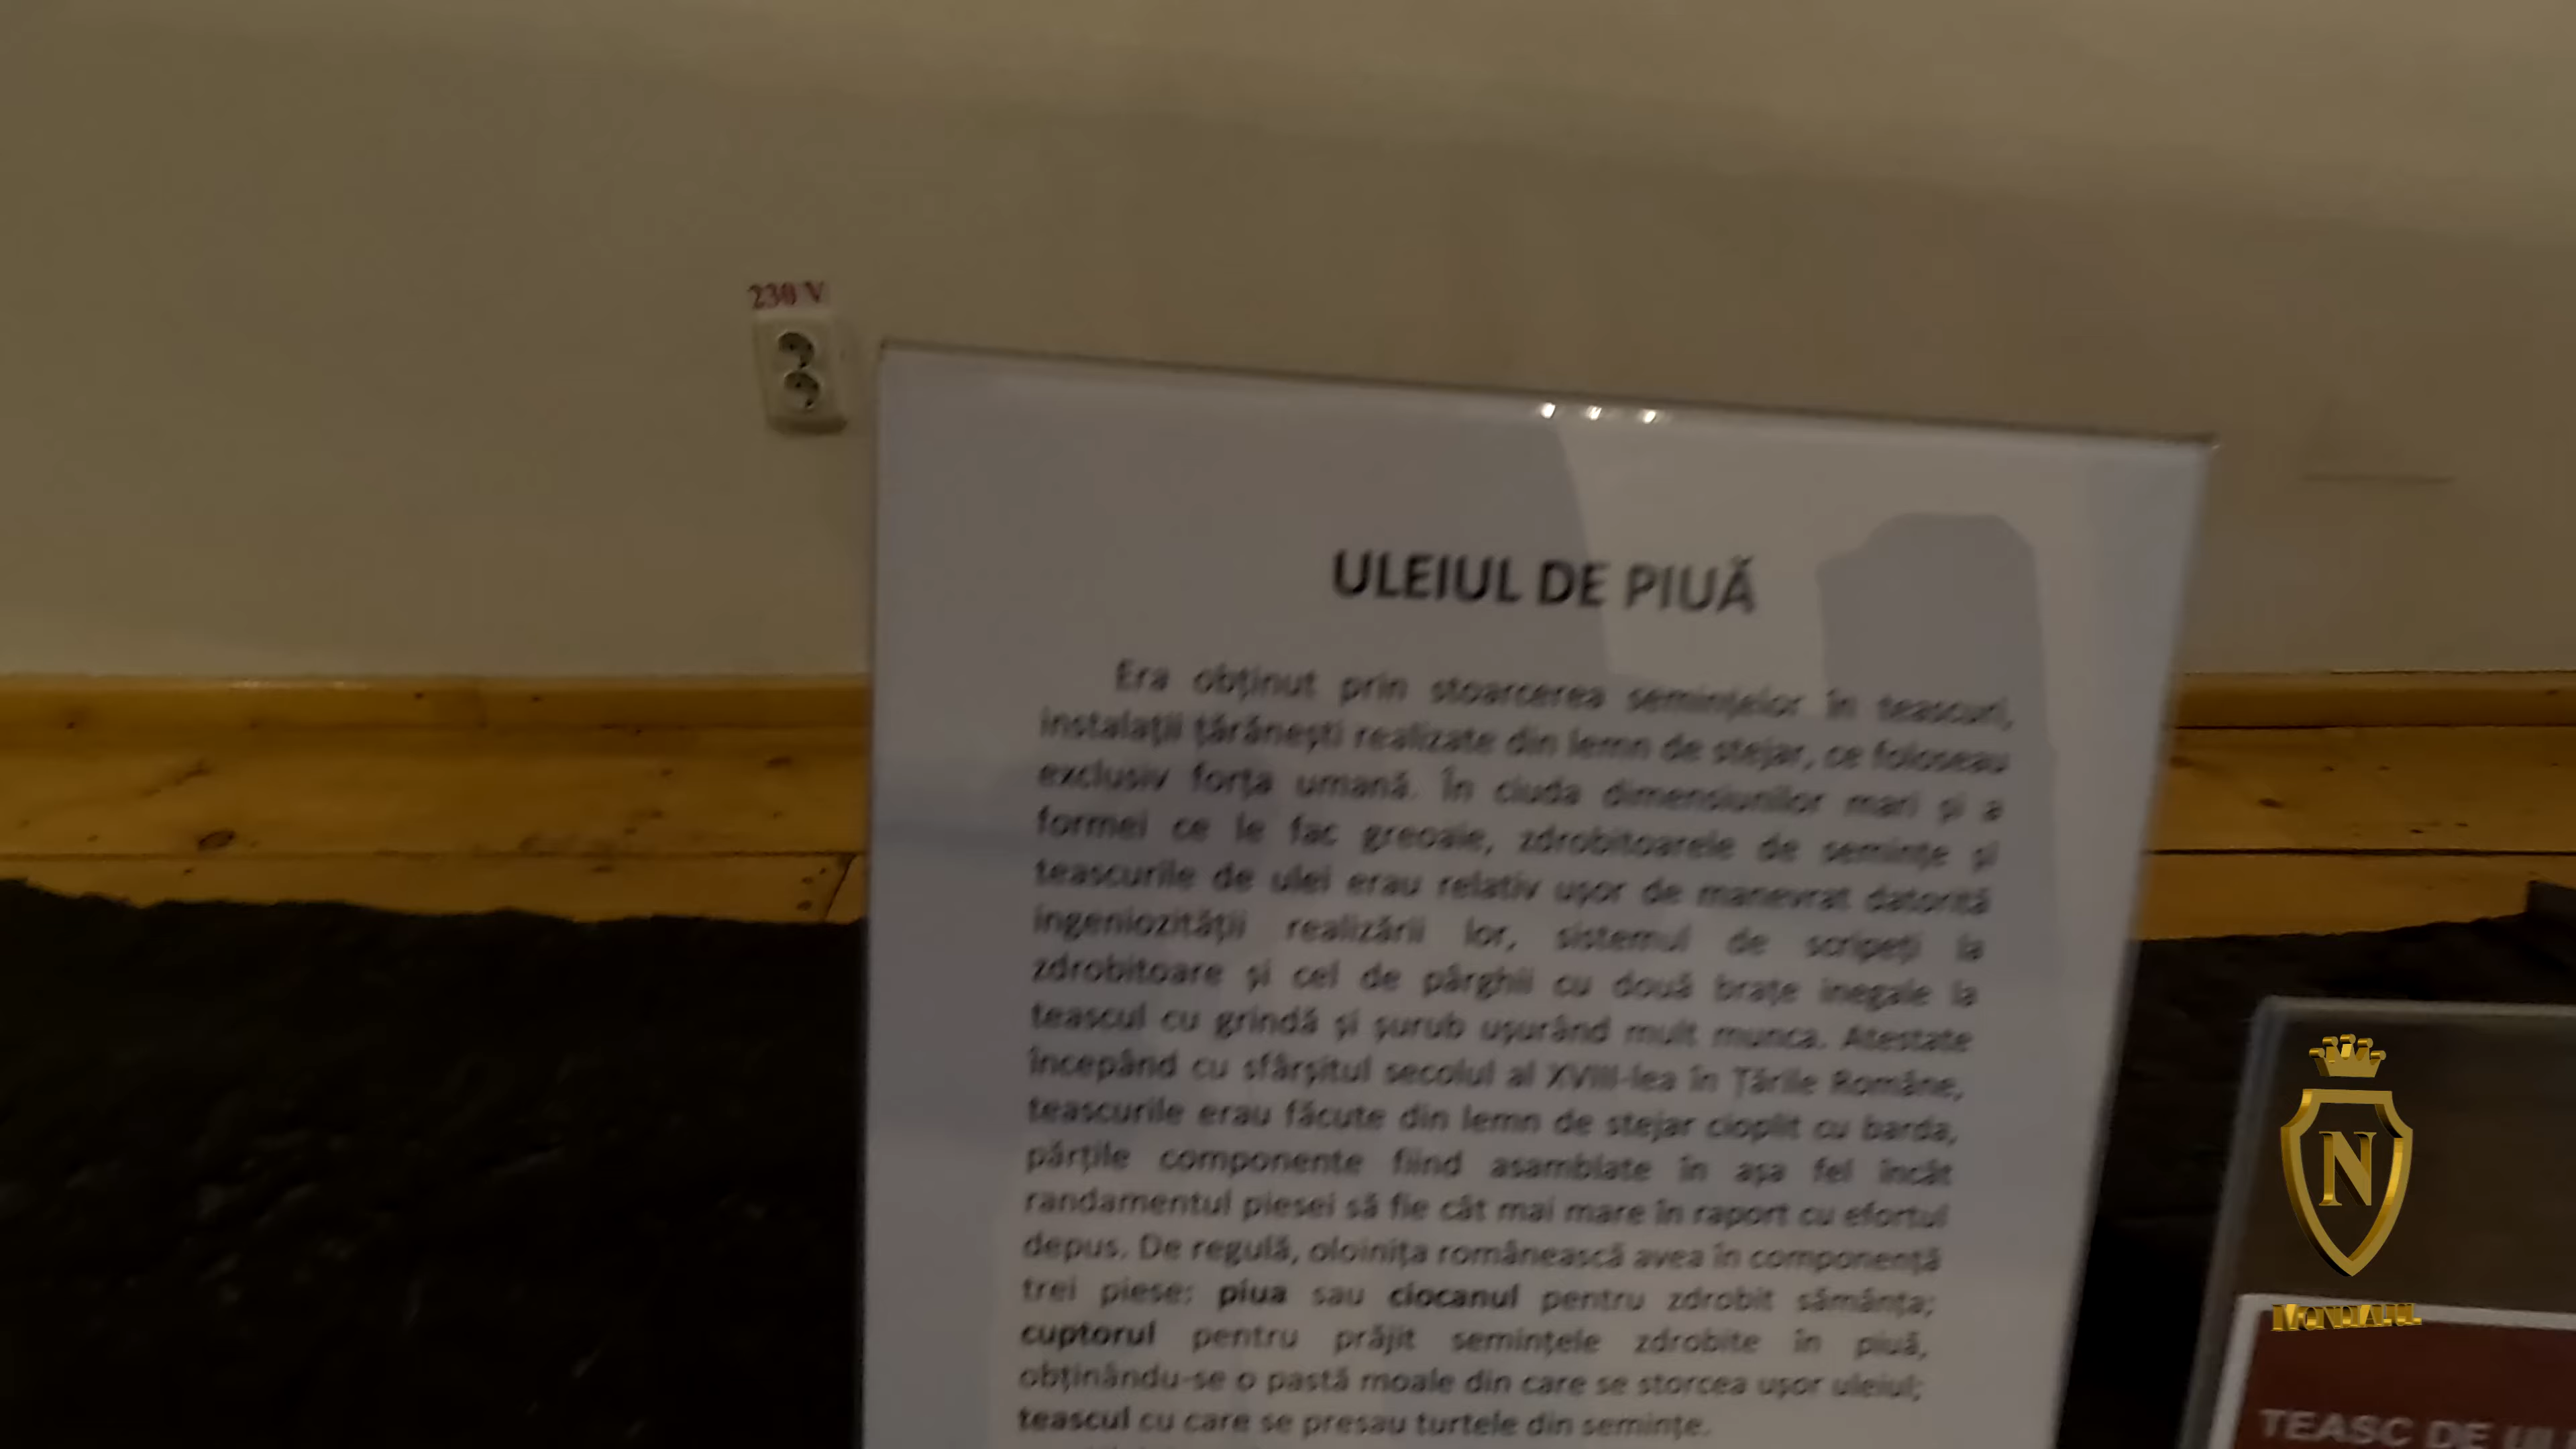 230 V
ULEIUL DE PIUĂ
Era obținut prin stoarcerea semințelor în teascuri,
instalații țărănești realizate din lemn de stejar, ce foloseau
exclusiv forța umană. În ciuda dimensiunilor mari și a
formei ce le fac greoaie, zdrobitoarele de semințe și
teascurile de ulei erau relativ ușor de manevrat datorită
ingeniozității realizării lor, sistemul de scripeți la
zdrobitoare și cel de pârghii cu două brațe inegale la
teascul cu grindă și șurub ușurând mult munca. Atestate
începând cu sfârșitul secolul al XVIII-lea în Țările Române,
teascurile erau făcute din lemn de stejar cioplit cu barda,
părțile componente fiind asamblate în așa fel încât
randamentul piesei să fie cât mai mare în raport cu efortul
depus. De regulă, oloinița românească avea în componență
trei piese: piua sau ciocanul pentru zdrobit sămânța;
cuptorul pentru prăjit semințele zdrobite în piuă,
obținându-se o pastă moale din care se storcea ușor uleiul;
teascul cu care se presau turtele din semințe.
N
MONDIALUL
TEASC DE